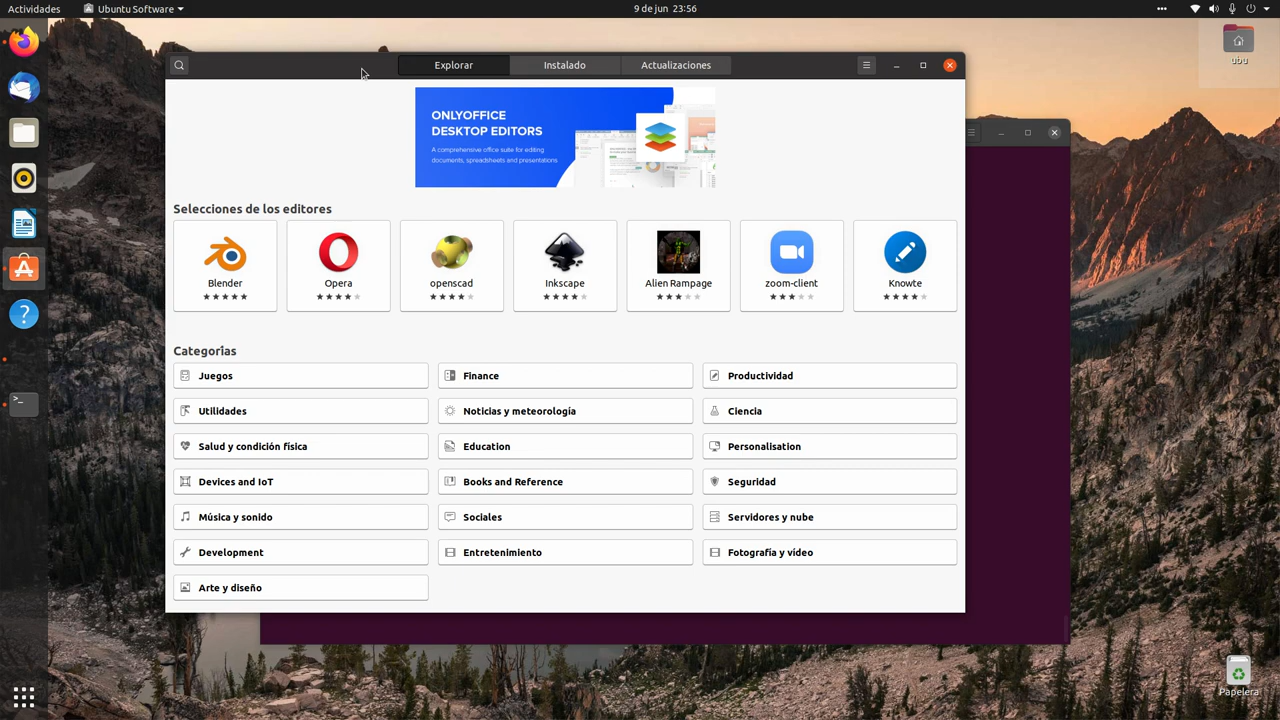 Actividades
Ubuntu Software
9 de jun 23:56
ubu
Explorar
Instalado
Actualizaciones
ONLYOFFICE
DESKTOP EDITORS
A comprehensive office suite for editing
documents, spreadsheets and presentations
Selecciones de los editores
Blender
Opera
openscad
Inkscape
Alien Rampage
zoom-client
Knowte
Categorías
Juegos
Finance
Productividad
Utilidades
Noticias y meteorología
Ciencia
Salud y condición física
Education
Personalisation
Devices and IoT
Books and Reference
Seguridad
Música y sonido
Sociales
Servidores y nube
Development
Entretenimiento
Fotografía y vídeo
Arte y diseño
Papelera